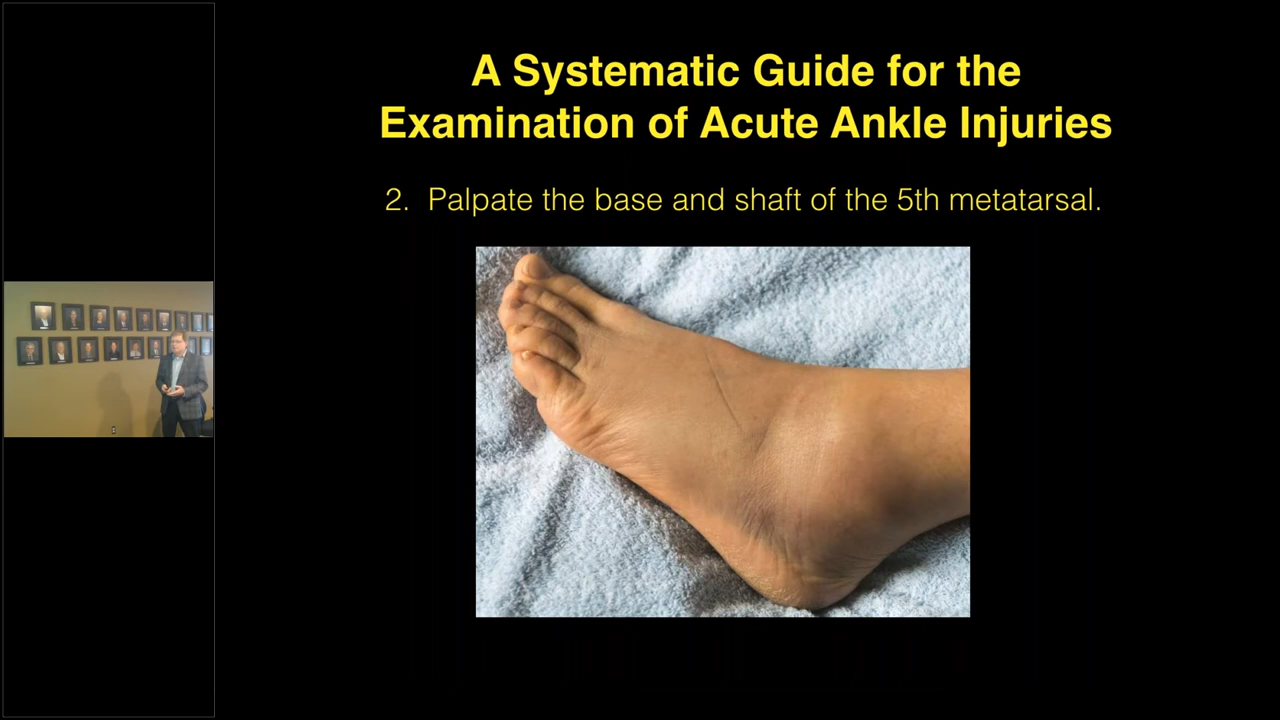 A Systematic Guide for the
Examination of Acute Ankle Injuries
2. Palpate the base and shaft of the 5th metatarsal.